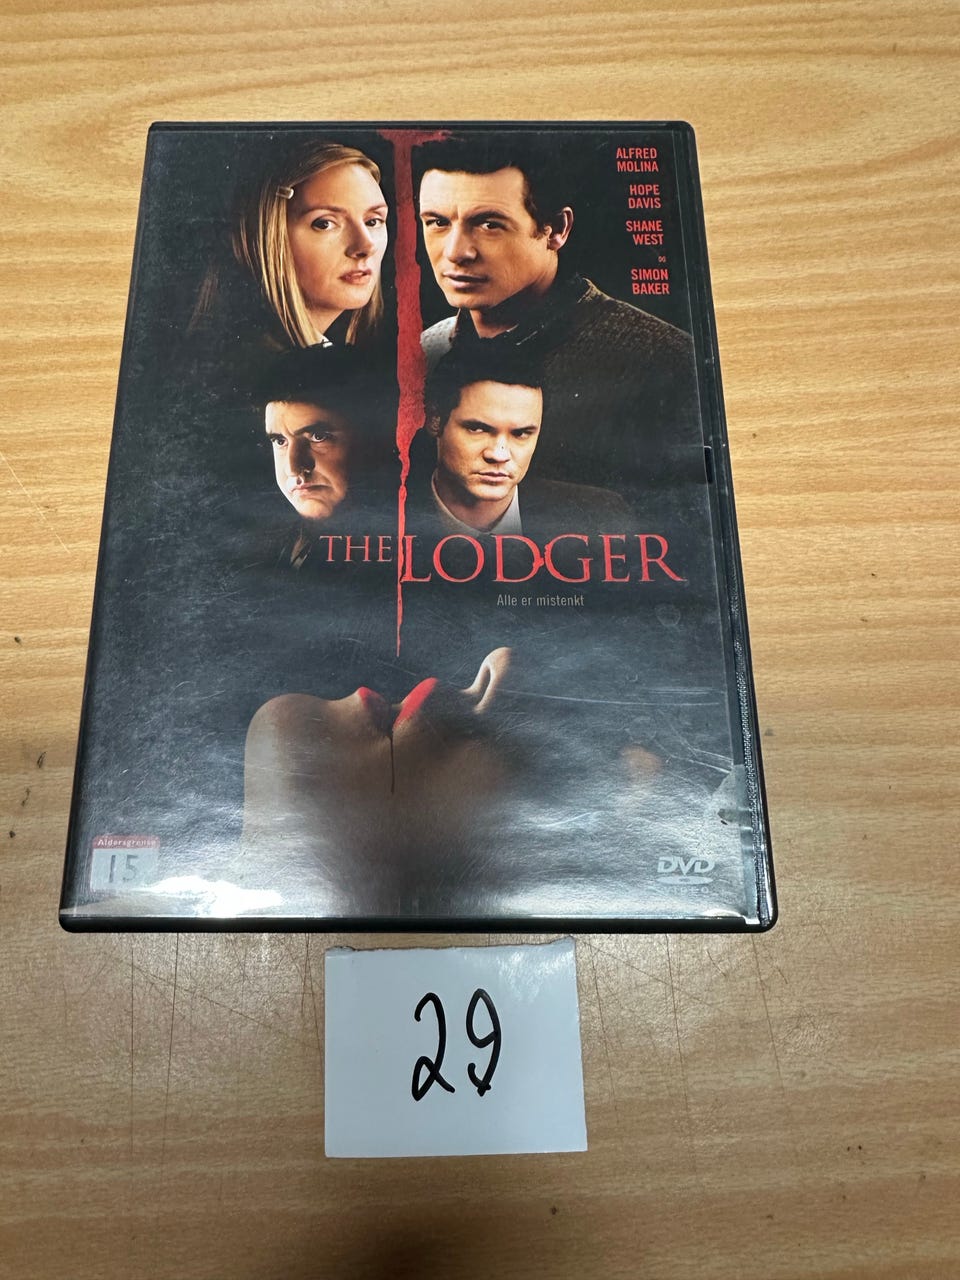 ALFRED
MOLINA
HOPE
DAVIS
SHANE
WEST
OG
SIMON
BAKER
THE LODGER
Alle er mistenkt
Aldersgrense
15
DVD
VIDEO
29